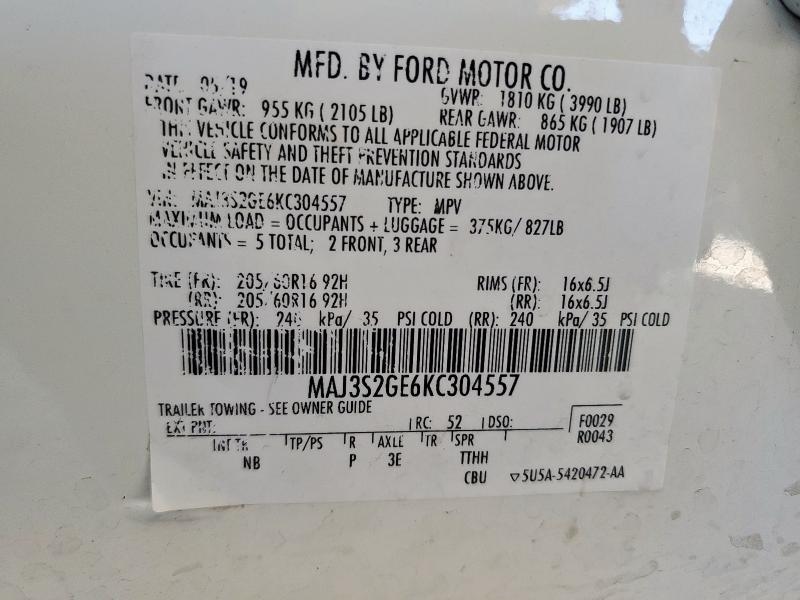 MFD. BY FORD MOTOR CO.
DATE 05/19 GVWR: 1810 KG ( 3990 LB)
FRONT GAWR: 955 KG ( 2105 LB) REAR GAWR: 865 KG ( 1907 LB)
THIS VEHICLE CONFORMS TO ALL APPLICABLE FEDERAL MOTOR
VEHICLE SAFETY AND THEFT PREVENTION STANDARDS
IN EFFECT ON THE DATE OF MANUFACTURE SHOWN ABOVE.
VIN: MAJ3S2GE6KC304557 TYPE: MPV
MAXIMUM LOAD = OCCUPANTS + LUGGAGE = 375KG/ 827LB
OCCUPANTS = 5 TOTAL; 2 FRONT, 3 REAR
TIRE (FR): 205/60R16 92H RIMS (FR): 16x6.5J
(RR): 205/60R16 92H (RR): 16x6.5J
PRESSURE (FR): 240 kPa/ 35 PSI COLD (RR): 240 kPa/ 35 PSI COLD
MAJ3S2GE6KC304557
TRAILER TOWING - SEE OWNER GUIDE
EXT PNT: RC: 52 DSO: F0029
INT TR TP/PS R AXLE TR SPR R0043
NB P 3E TTHH
CBU ▽5U5A-5420472-AA